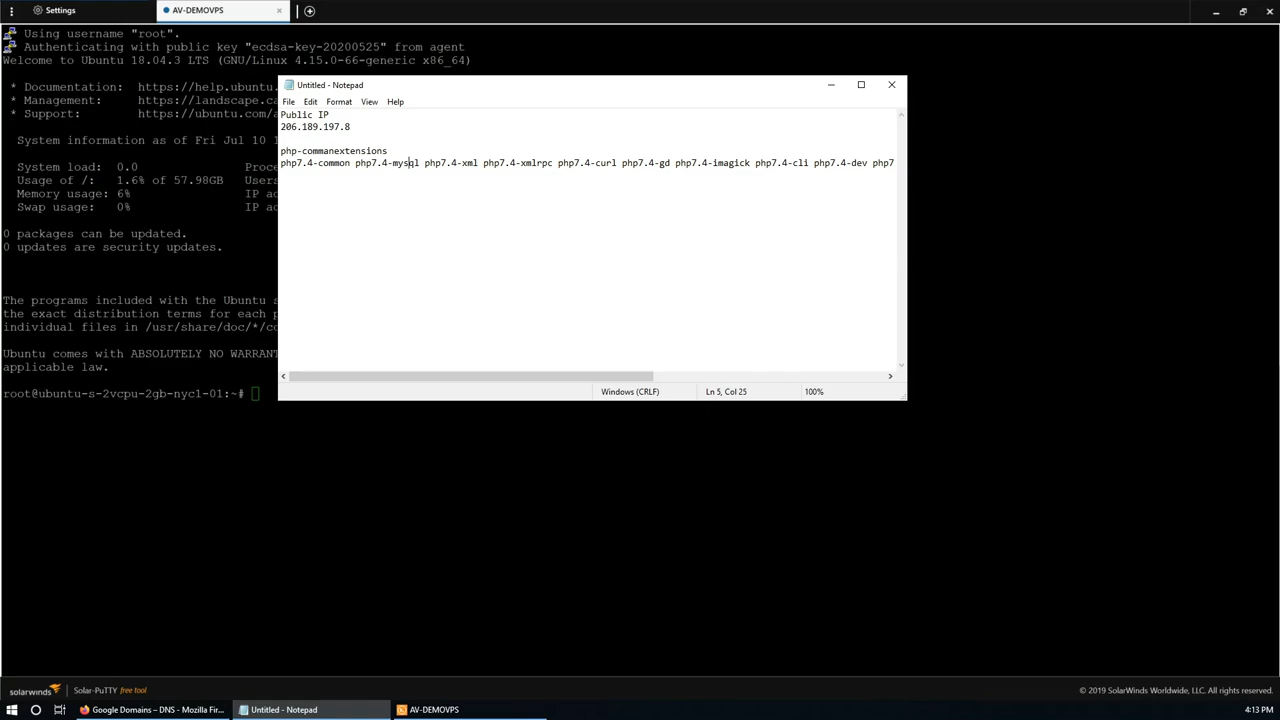 Settings
AV-DEMOVPS
Using username "root".
Authenticating with public key "ecdsa-key-20200525" from agent
Welcome to Ubuntu 18.04.3 LTS (GNU/Linux 4.15.0-66-generic x86_64)
* Documentation: https://help.ubuntu.
* Management: https://landscape.ca
* Support: https://ubuntu.com/a
System information as of Fri Jul 10 1
System load: 0.0 Proce
Usage of /: 1.6% of 57.98GB Users
Memory usage: 6% IP ad
Swap usage: 0% IP ad
0 packages can be updated.
0 updates are security updates.
The programs included with the Ubuntu s
the exact distribution terms for each p
individual files in /usr/share/doc/*/co
Ubuntu comes with ABSOLUTELY NO WARRANT
applicable law.
root@ubuntu-s-2vcpu-2gb-nyc1-01:~#
Untitled - Notepad
File Edit Format View Help
Public IP
206.189.197.8
php-commanextensions
php7.4-common php7.4-mysql php7.4-xml php7.4-xmlrpc php7.4-curl php7.4-gd php7.4-imagick php7.4-cli php7.4-dev php7
Windows (CRLF) Ln 5, Col 25 100%
solarwinds Solar-PuTTY free tool
© 2019 SolarWinds Worldwide, LLC. All rights reserved.
Google Domains – DNS - Mozilla Fir...
Untitled - Notepad
AV-DEMOVPS
4:13 PM